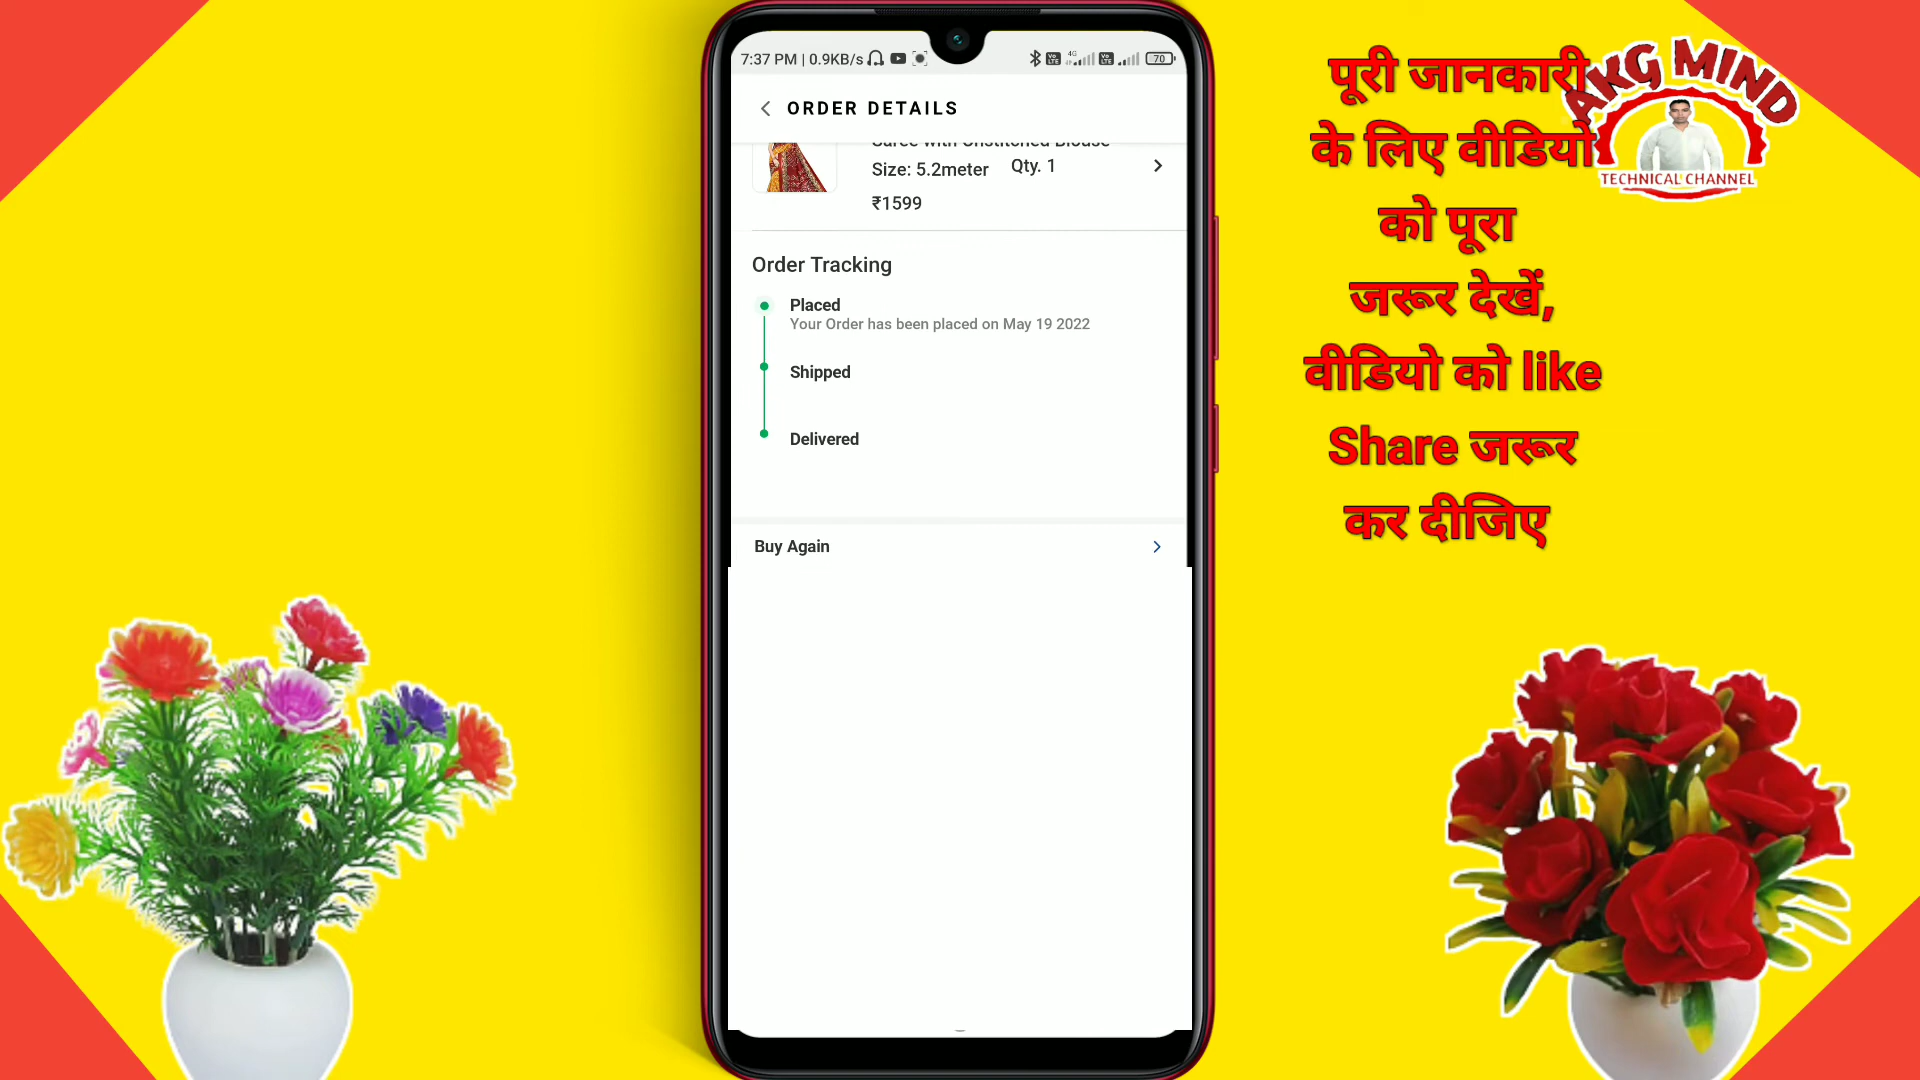 7:37 PM | 0.9KB/s
4G
70
ORDER DETAILS
Saree with Unstitched Blouse
Size: 5.2meter Qty. 1
₹1599
Order Tracking
Placed
Your Order has been placed on May 19 2022
Shipped
Delivered
Buy Again
पूरी जानकारी
के लिए वीडियो
को पूरा
जरूर देखें,
वीडियो को like
Share जरूर
कर दीजिए
AKG MIND
TECHNICAL CHANNEL